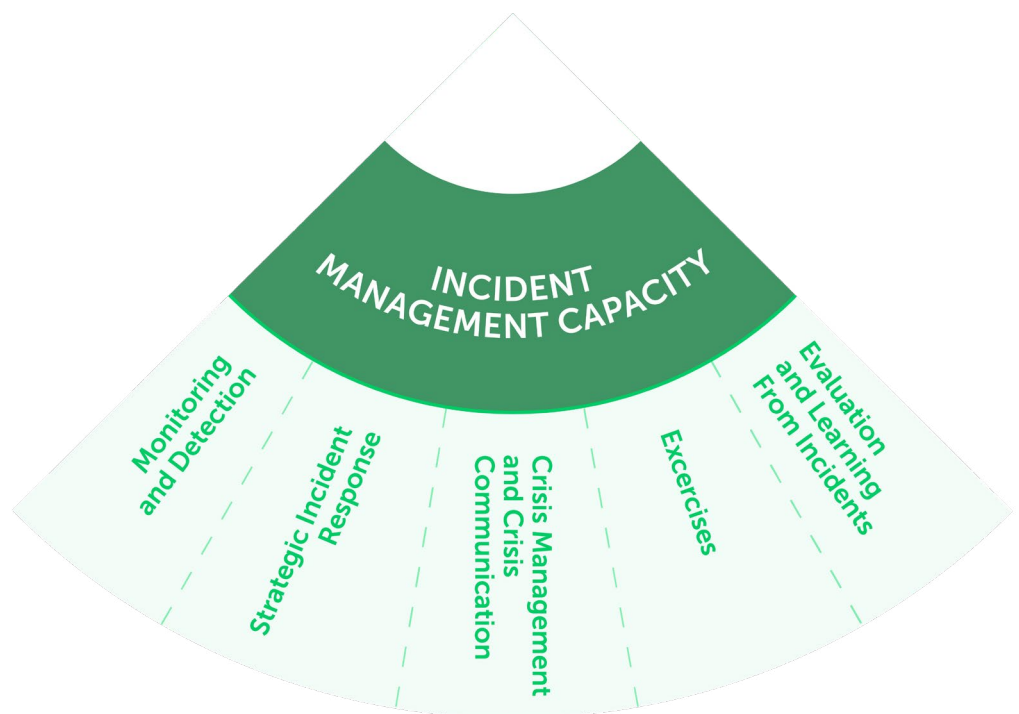 INCIDENT
MANAGEMENT CAPACITY
Monitoring
and Detection
Strategic Incident
Response
Crisis Management
and Crisis
Communication
Excercises
Evaluation
and Learning
From Incidents